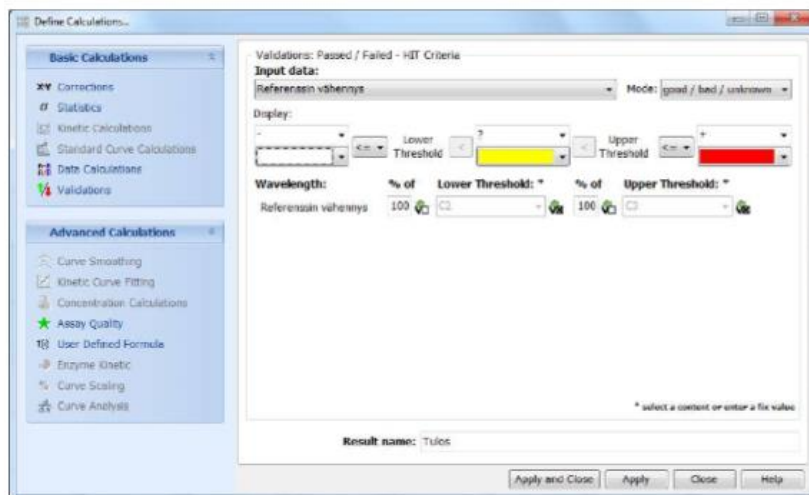 Define Calculations...
Basic Calculations
Corrections
Statistics
Kinetic Calculations
Standard Curve Calculations
Data Calculations
Validations
Advanced Calculations
Curve Smoothing
Kinetic Curve Fitting
Concentration Calculations
Assay Quality
User Defined Formula
Enzyme Kinetic
Curve Scaling
Curve Analysis
Validations: Passed / Failed - HIT Criteria
Input data:
Referenssin vähennys Mode: good / bad / unknown
Display:
- <= Lower Threshold < ? < Upper Threshold <= +
Wavelength: % of Lower Threshold: * % of Upper Threshold: *
Referenssin vähennys 100 C2 100 C3
* select a content or enter a fix value
Result name: Tulos
Apply and Close Apply Close Help